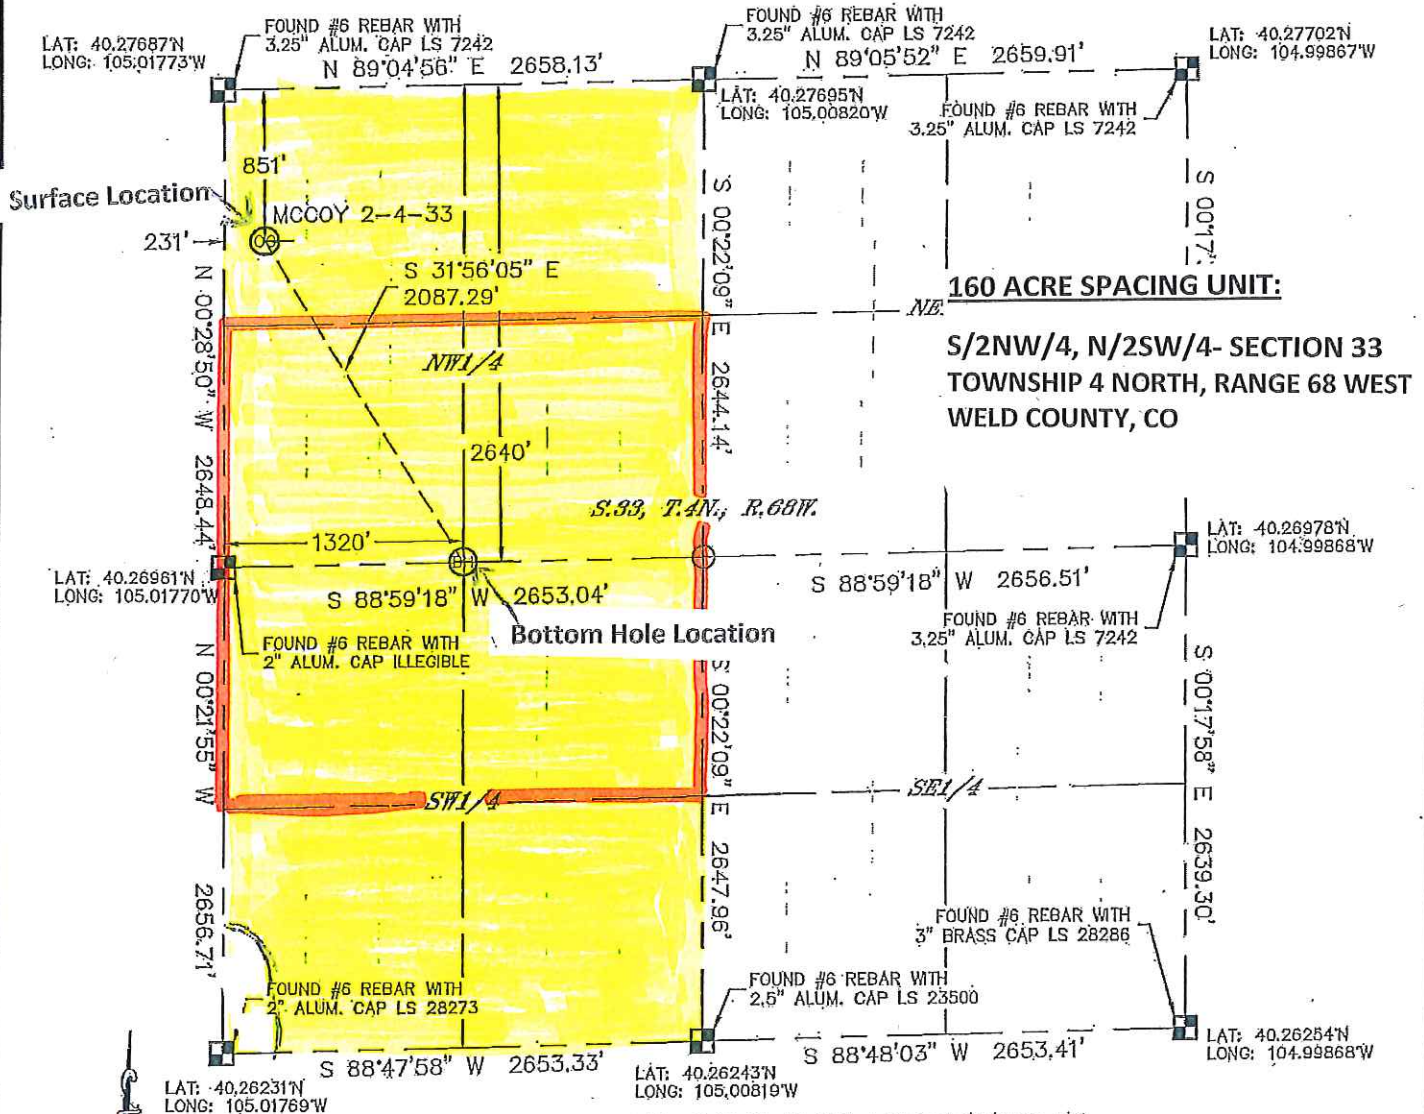 FOUND #6 REBAR WITH
3.25" ALUM. CAP LS 7242
LAT: 40.27687'N
LONG: 105.01773'W
N 89°04'56" E 2658.13'
FOUND #6 REBAR WITH
3.25" ALUM. CAP LS 7242
N 89°05'52" E 2659.91'
LAT: 40.27702'N
LONG: 104.99867'W
LAT: 40.27695'N
LONG: 105.00820'W
FOUND #6 REBAR WITH
3.25" ALUM. CAP LS 7242
851'
Surface Location
MCCOY 2-4-33
231'
S 31°56'05" E
2087.29'
N 00°28'50" W 2648.44'
S 00°22'09" E 2644.14'
S 00°17'
160 ACRE SPACING UNIT:
NE
S/2NW/4, N/2SW/4- SECTION 33
TOWNSHIP 4 NORTH, RANGE 68 WEST
WELD COUNTY, CO
NW1/4
2640'
S.33, T.4N., R.68W.
1320'
BH
LAT: 40.26961'N
LONG: 105.01770'W
S 88°59'18" W 2653.04'
S 88°59'18" W 2656.51'
LAT: 40.26978'N
LONG: 104.99868'W
Bottom Hole Location
FOUND #6 REBAR WITH
2" ALUM. CAP ILLEGIBLE
FOUND #6 REBAR WITH
3.25" ALUM. CAP LS 7242
N 00°21'55" W 2656.71'
S 00°22'09" E 2647.96'
S 00°17'58" E 2639.30'
SW1/4
SE1/4
FOUND #6 REBAR WITH
3" BRASS CAP LS 28286
FOUND #6 REBAR WITH
2" ALUM. CAP LS 28273
FOUND #6 REBAR WITH
2.5" ALUM. CAP LS 23500
S 88°47'58" W 2653.33'
S 88°48'03" W 2653.41'
LAT: 40.26254'N
LONG: 104.99868'W
LAT: 40.26231'N
LONG: 105.01769'W
LAT: 40.26243'N
LONG: 105.00819'W